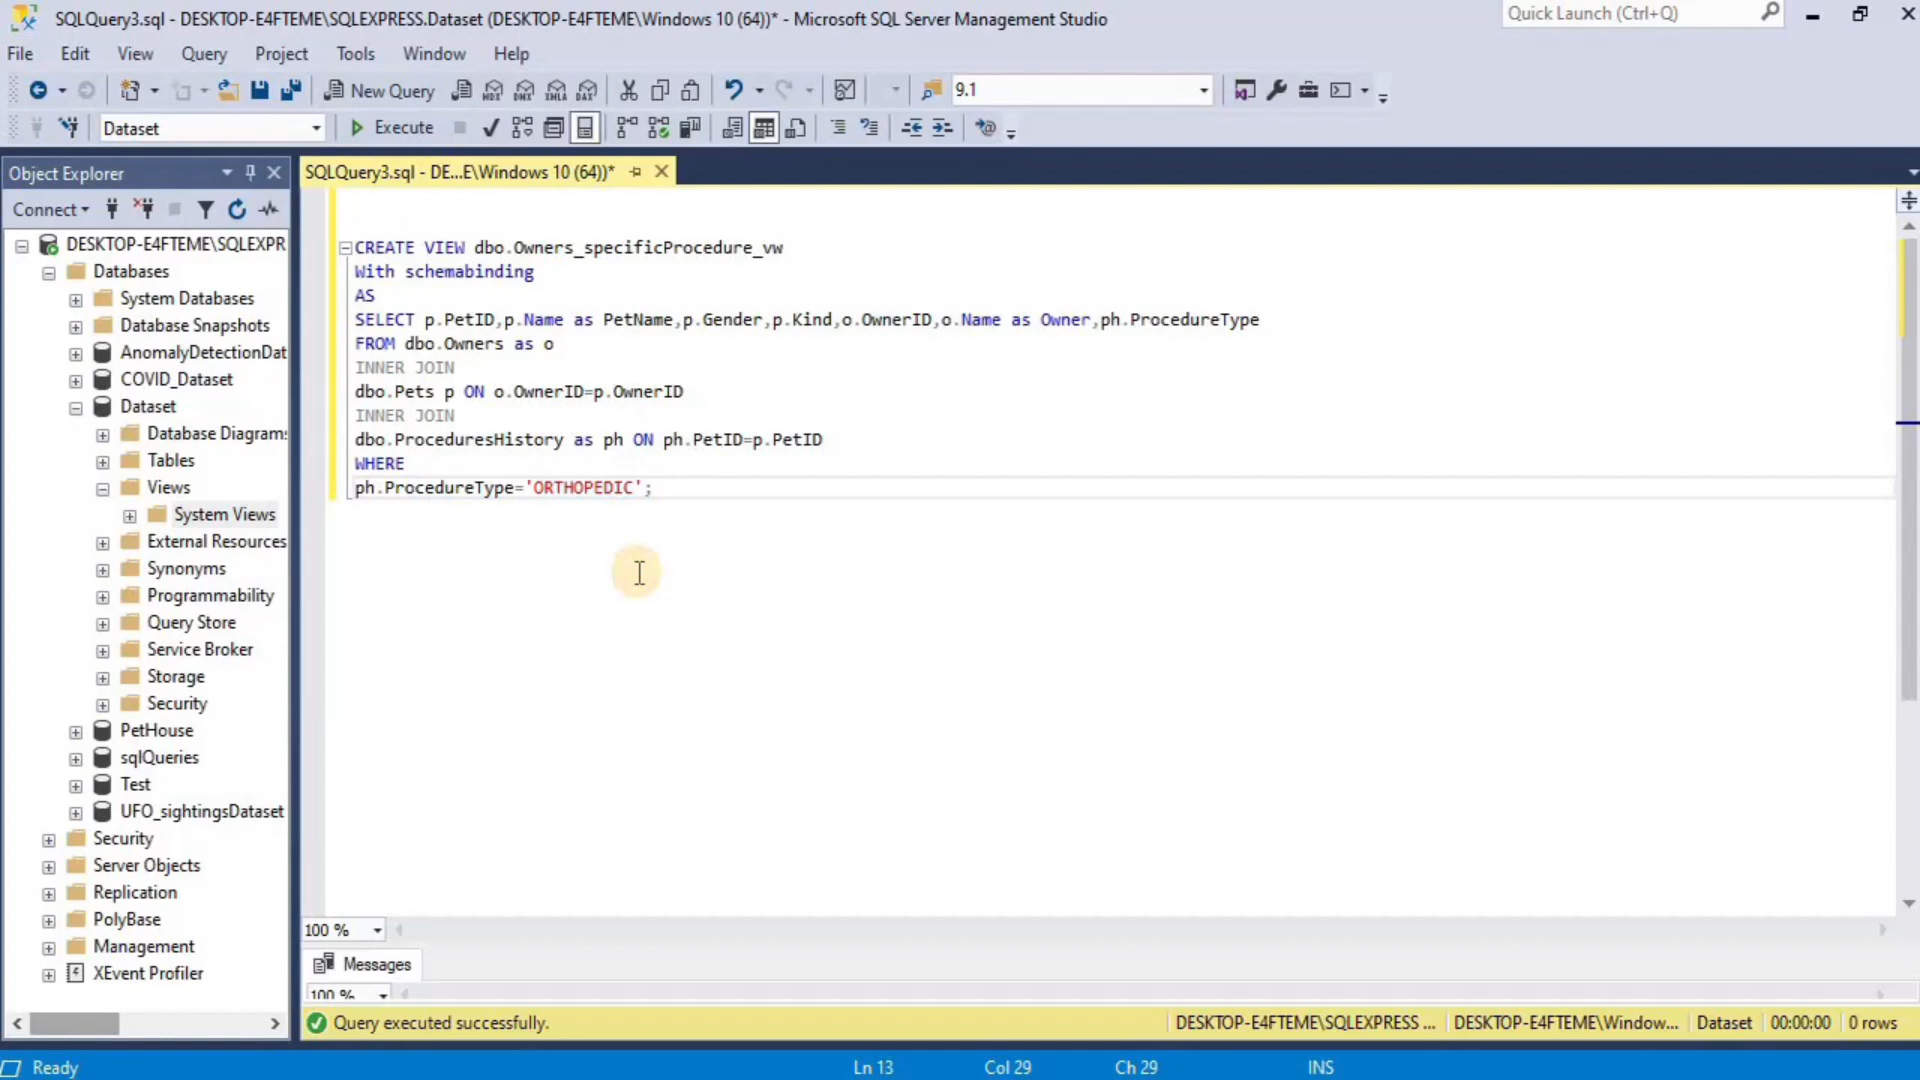 SQLQuery3.sql - DESKTOP-E4FTEME\SQLEXPRESS.Dataset (DESKTOP-E4FTEME\Windows 10 (64))* - Microsoft SQL Server Management Studio
Quick Launch (Ctrl+Q)
File Edit View Query Project Tools Window Help
New Query MDX DMX XMLA DAX 9.1
Dataset Execute
Object Explorer
SQLQuery3.sql - DE...E\Windows 10 (64))*
Connect
DESKTOP-E4FTEME\SQLEXPR
Databases
System Databases
Database Snapshots
AnomalyDetectionDat
COVID_Dataset
Dataset
Database Diagram
Tables
Views
System Views
External Resources
Synonyms
Programmability
Query Store
Service Broker
Storage
Security
PetHouse
sqlQueries
Test
UFO_sightingsDataset
Security
Server Objects
Replication
PolyBase
Management
XEvent Profiler
CREATE VIEW dbo.Owners_specificProcedure_vw
With schemabinding
AS
SELECT p.PetID,p.Name as PetName,p.Gender,p.Kind,o.OwnerID,o.Name as Owner,ph.ProcedureType
FROM dbo.Owners as o
INNER JOIN
dbo.Pets p ON o.OwnerID=p.OwnerID
INNER JOIN
dbo.ProceduresHistory as ph ON ph.PetID=p.PetID
WHERE
ph.ProcedureType='ORTHOPEDIC';
100 %
Messages
100 %
Query executed successfully.
DESKTOP-E4FTEME\SQLEXPRESS ... DESKTOP-E4FTEME\Window... Dataset 00:00:00 0 rows
Ready Ln 13 Col 29 Ch 29 INS